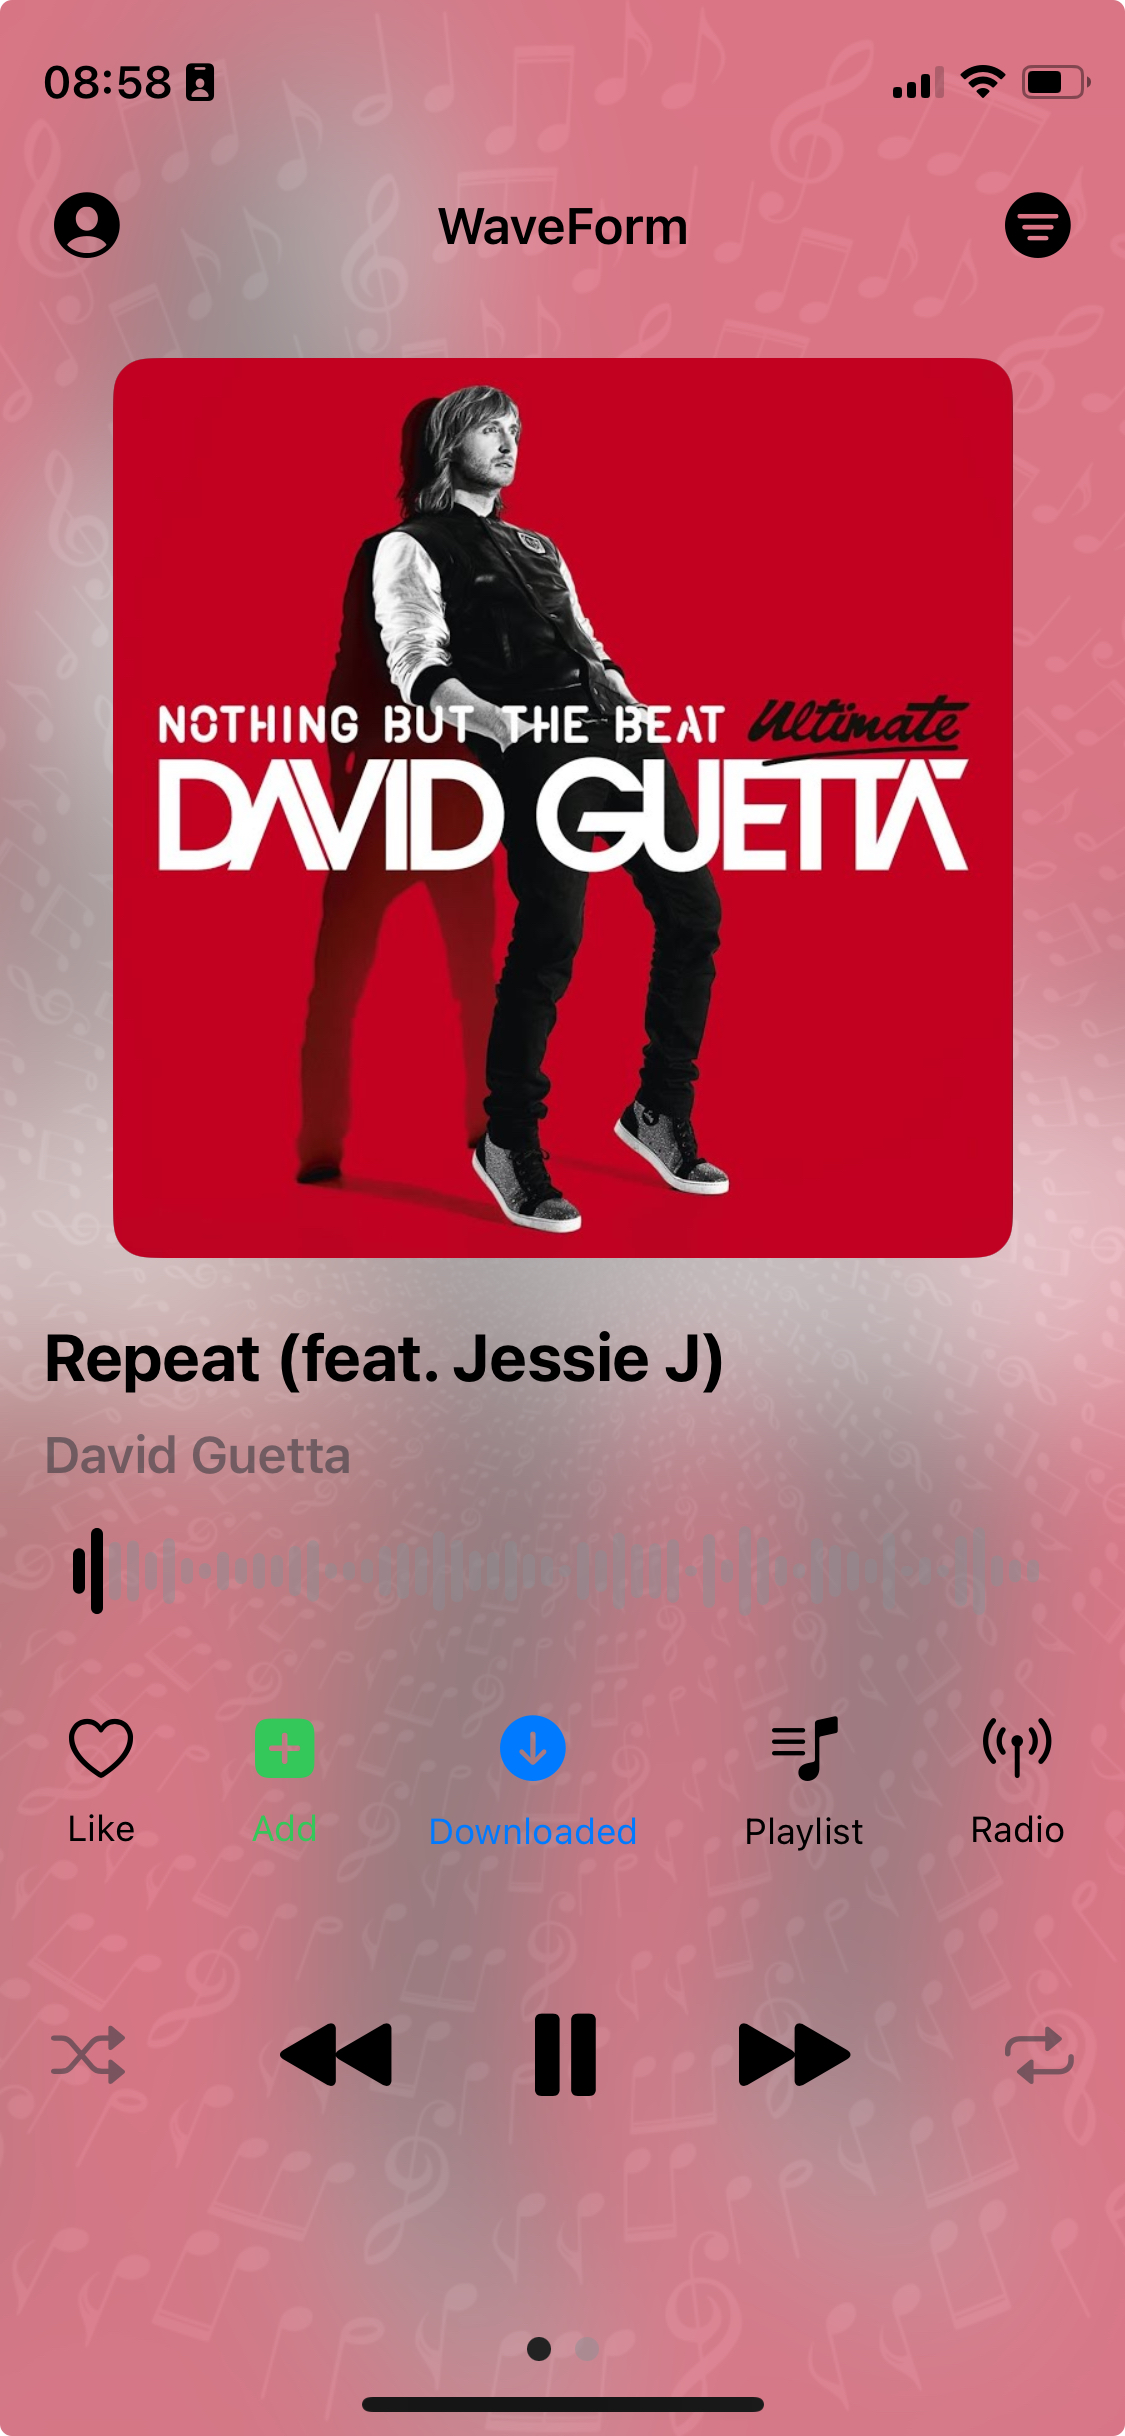 08:58
WaveForm
NOTHING BUT THE BEAT Ultimate
DAVID GUETTA
Repeat (feat. Jessie J)
David Guetta
Like
Add
Downloaded
Playlist
Radio